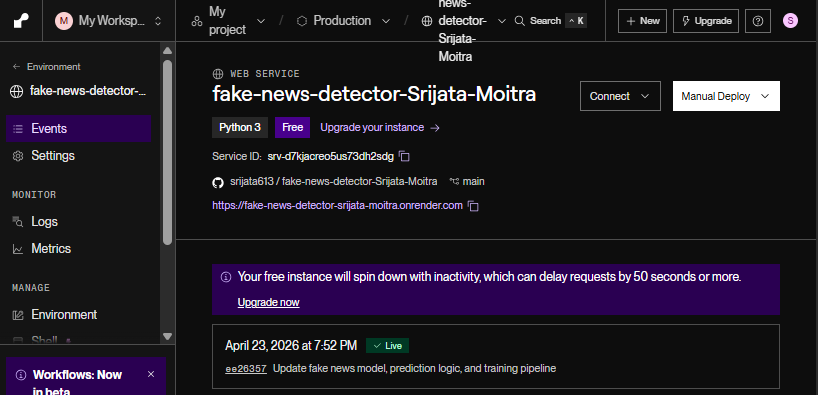 M My Worksp...
My project / Production / news-detector-Srijata-Moitra
Search ^ K
+ New
Upgrade
S
← Environment
fake-news-detector-...
Events
Settings
MONITOR
Logs
Metrics
MANAGE
Environment
Shell
Workflows: Now in beta
WEB SERVICE
fake-news-detector-Srijata-Moitra
Connect
Manual Deploy
Python 3 Free Upgrade your instance →
Service ID: srv-d7kjacreo5us73dh2sdg
srijata613 / fake-news-detector-Srijata-Moitra main
https://fake-news-detector-srijata-moitra.onrender.com
Your free instance will spin down with inactivity, which can delay requests by 50 seconds or more.
Upgrade now
April 23, 2026 at 7:52 PM ✓ Live
ee26357 Update fake news model, prediction logic, and training pipeline